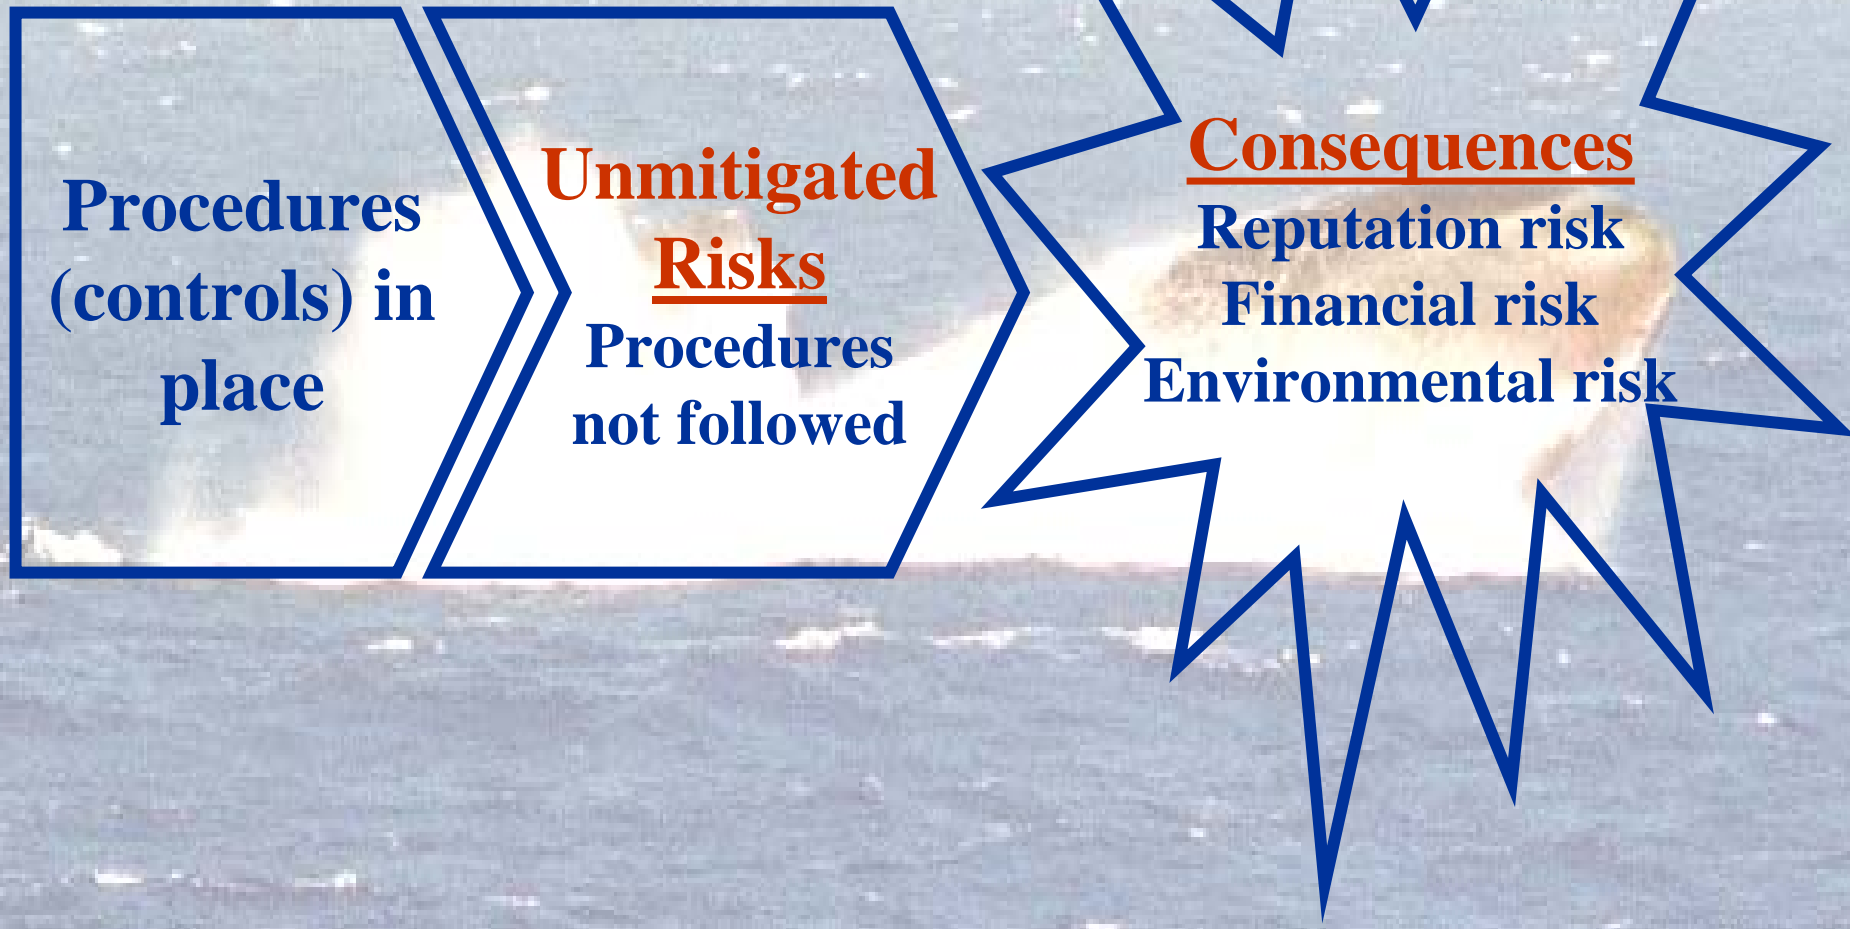 Procedures
(controls) in
place
Unmitigated
Risks
Procedures
not followed
Consequences
Reputation risk
Financial risk
Environmental risk